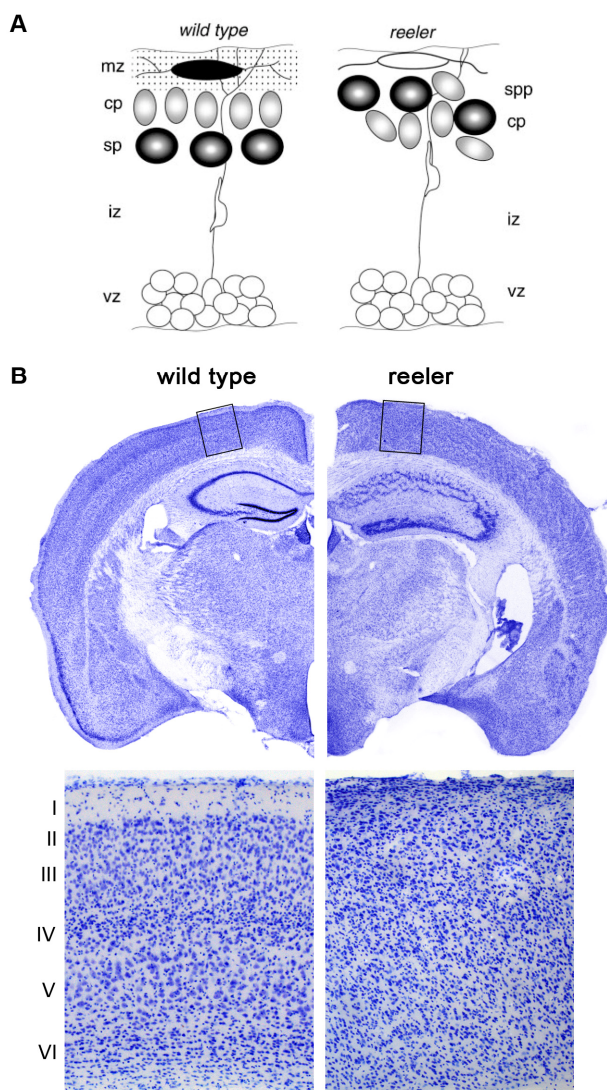 A
wild type
reeler
mz
cp
sp
iz
vz
spp
cp
iz
vz
B
wild type
reeler
I
II
III
IV
V
VI